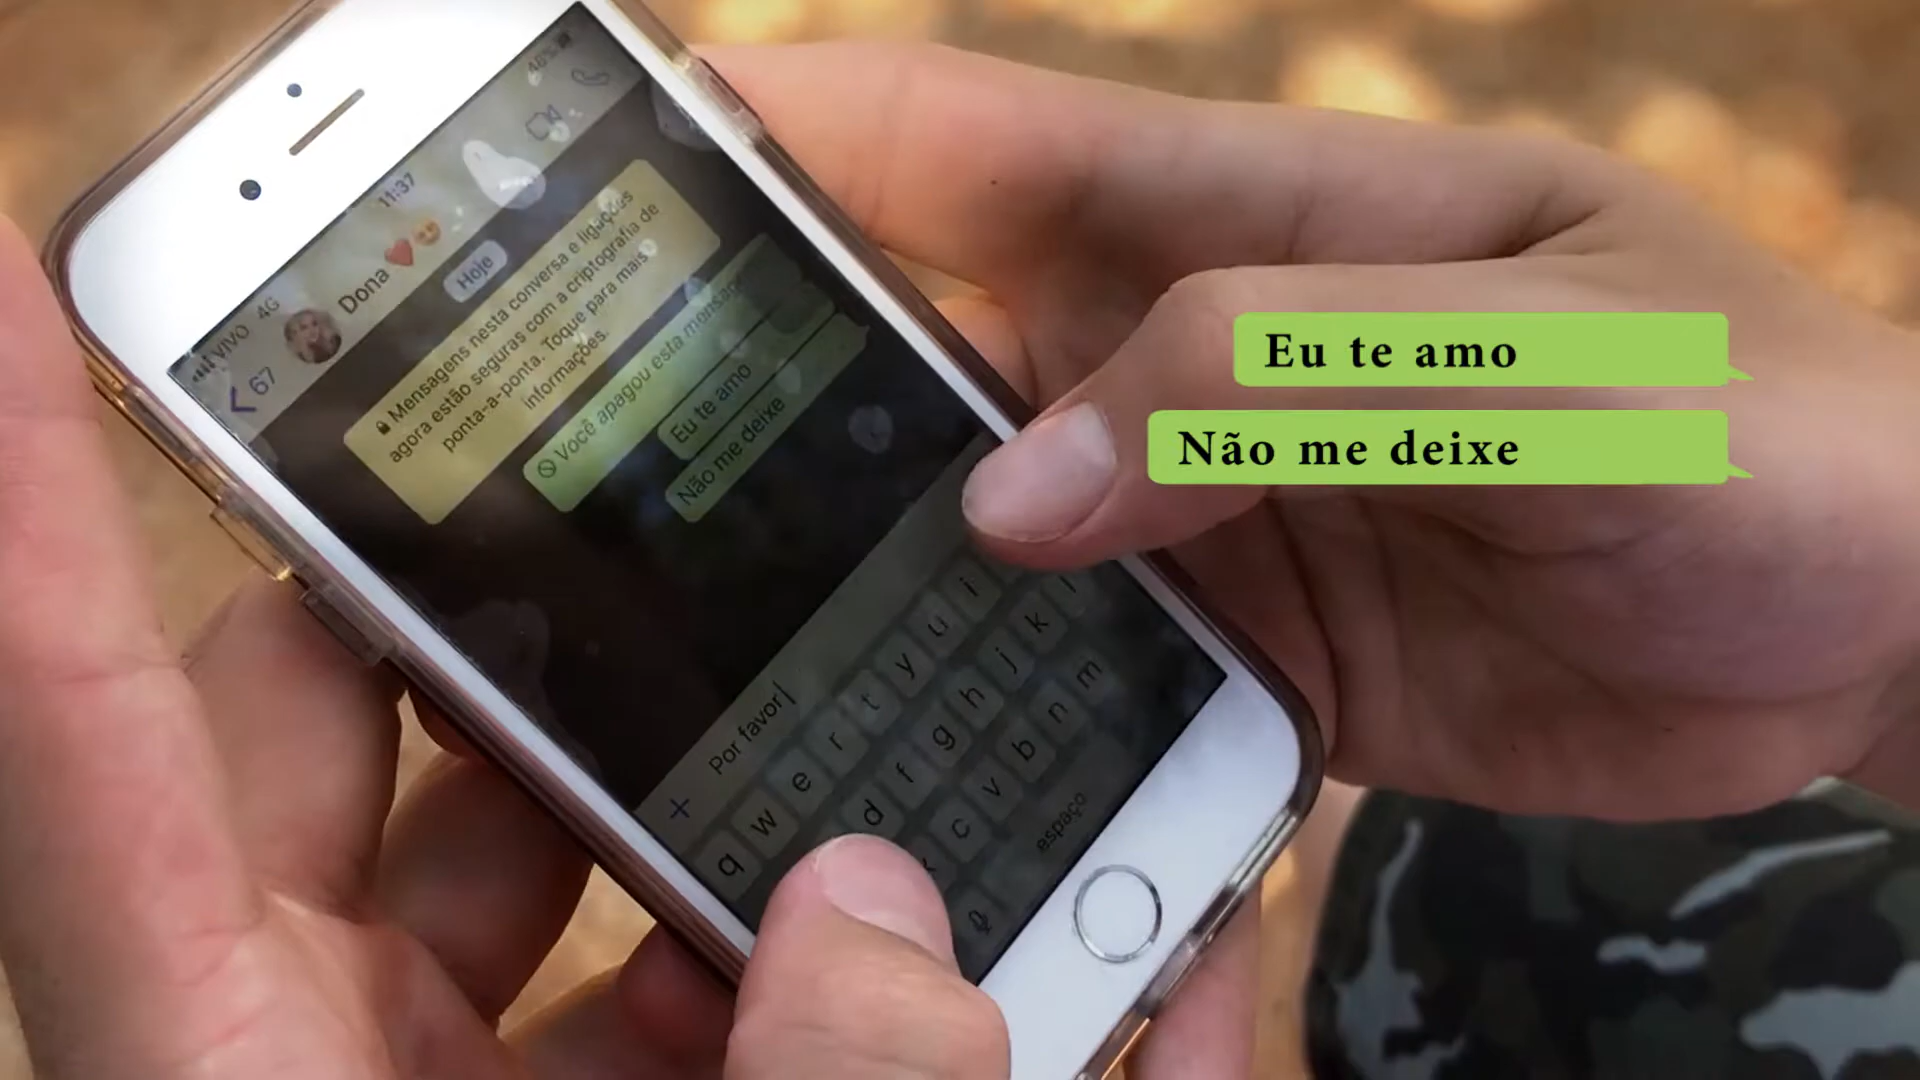 VIVO 4G
11:37
48%
67
Dona ❤️😍
Hoje
Mensagens nesta conversa e ligações
agora estão seguras com a criptografia de
ponta-a-ponta. Toque para mais
informações.
Você apagou esta mensagem
Eu te amo
Não me deixe
Por favor
q w e r t y u i
d f g h j k l
c v b n m
espaço
Eu te amo
Não me deixe